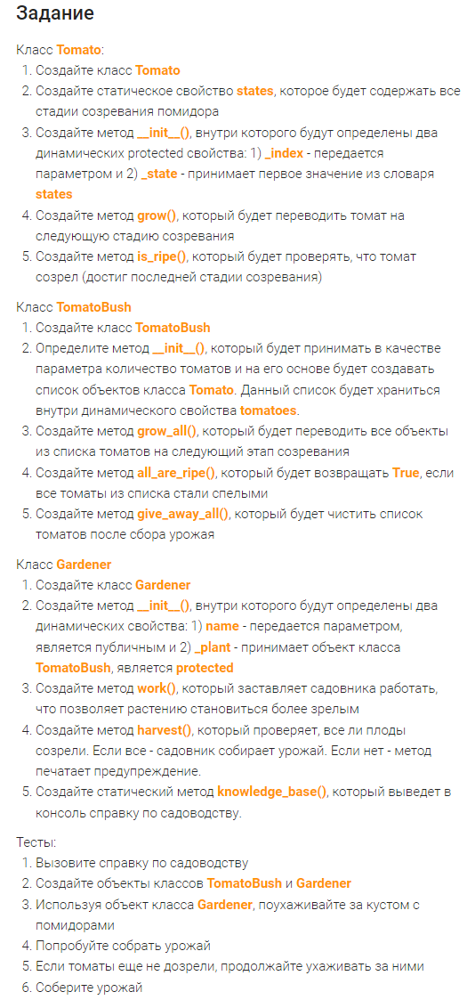 Задание
Класс Tomato:
1. Создайте класс Tomato
2. Создайте статическое свойство states, которое будет содержать все
стадии созревания помидора
3. Создайте метод __init__(), внутри которого будут определены два
динамических protected свойства: 1) _index - передается
параметром и 2) _state - принимает первое значение из словаря
states
4. Создайте метод grow(), который будет переводить томат на
следующую стадию созревания
5. Создайте метод is_ripe(), который будет проверять, что томат
созрел (достиг последней стадии созревания)
Класс TomatoBush
1. Создайте класс TomatoBush
2. Определите метод __init__(), который будет принимать в качестве
параметра количество томатов и на его основе будет создавать
список объектов класса Tomato. Данный список будет храниться
внутри динамического свойства tomatoes.
3. Создайте метод grow_all(), который будет переводить все объекты
из списка томатов на следующий этап созревания
4. Создайте метод all_are_ripe(), который будет возвращать True, если
все томаты из списка стали спелыми
5. Создайте метод give_away_all(), который будет чистить список
томатов после сбора урожая
Класс Gardener
1. Создайте класс Gardener
2. Создайте метод __init__(), внутри которого будут определены два
динамических свойства: 1) name - передается параметром,
является публичным и 2) _plant - принимает объект класса
TomatoBush, является protected
3. Создайте метод work(), который заставляет садовника работать,
что позволяет растению становиться более зрелым
4. Создайте метод harvest(), который проверяет, все ли плоды
созрели. Если все - садовник собирает урожай. Если нет - метод
печатает предупреждение.
5. Создайте статический метод knowledge_base(), который выведет в
консоль справку по садоводству.
Тесты:
1. Вызовите справку по садоводству
2. Создайте объекты классов TomatoBush и Gardener
3. Используя объект класса Gardener, поухаживайте за кустом с
помидорами
4. Попробуйте собрать урожай
5. Если томаты еще не дозрели, продолжайте ухаживать за ними
6. Соберите урожай